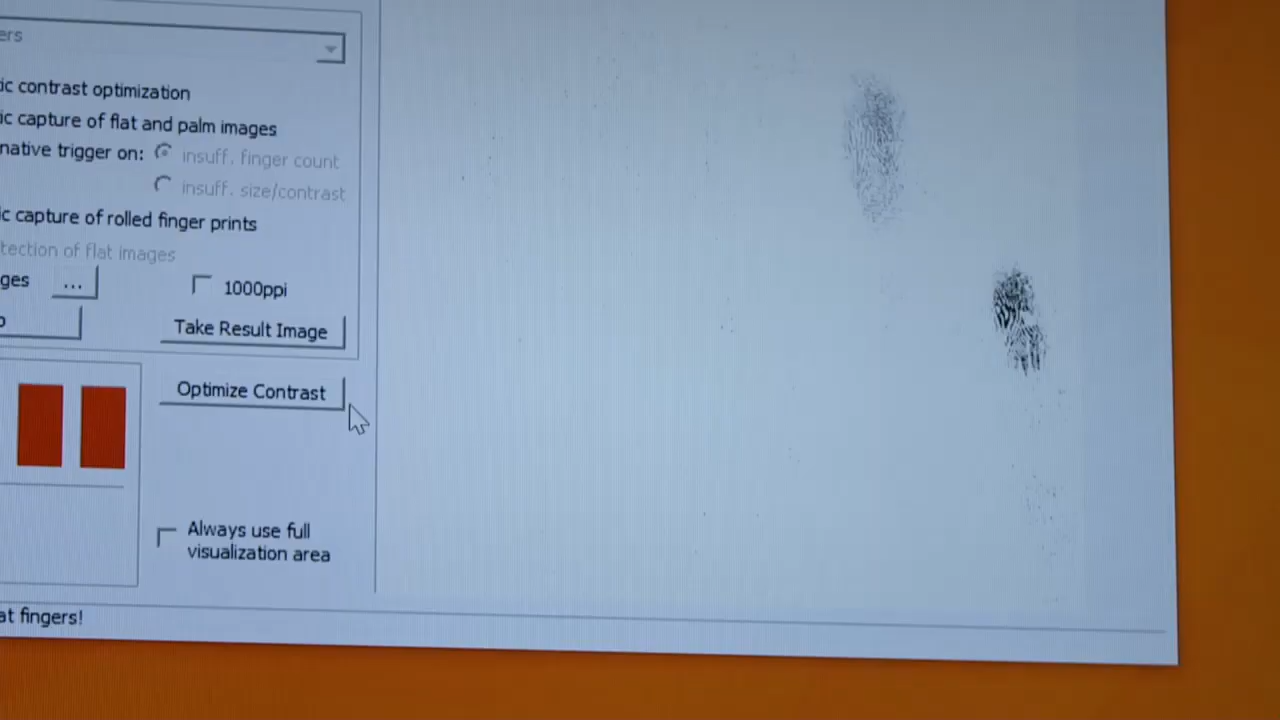 ers
ic contrast optimization
ic capture of flat and palm images
native trigger on: insuff. finger count
insuff. size/contrast
ic capture of rolled finger prints
tection of flat images
ges ... 1000ppi
Take Result Image
Optimize Contrast
Always use full
visualization area
at fingers!